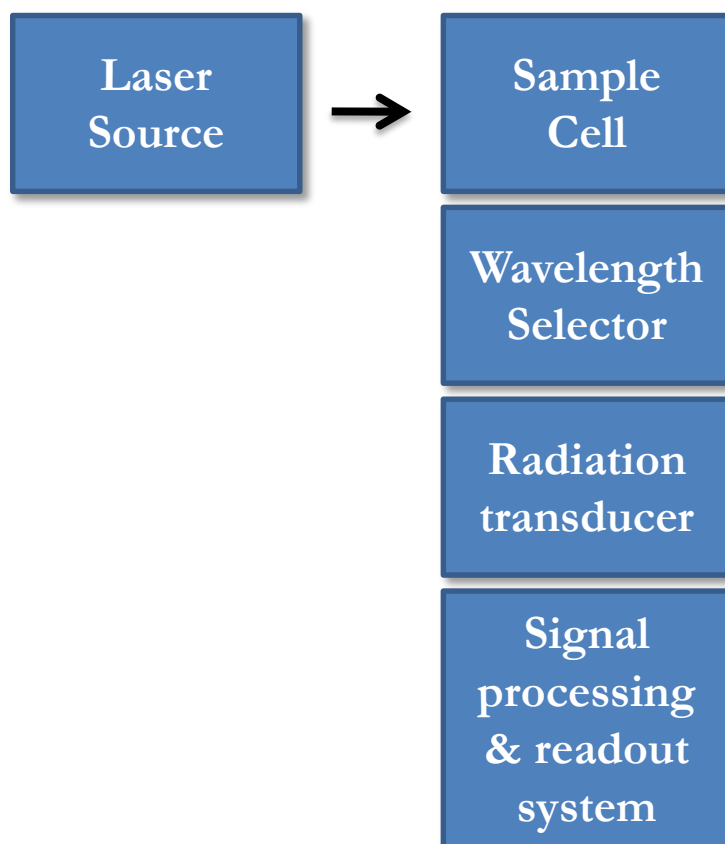 Laser
Source
Sample
Cell
Wavelength
Selector
Radiation
transducer
Signal
processing
& readout
system